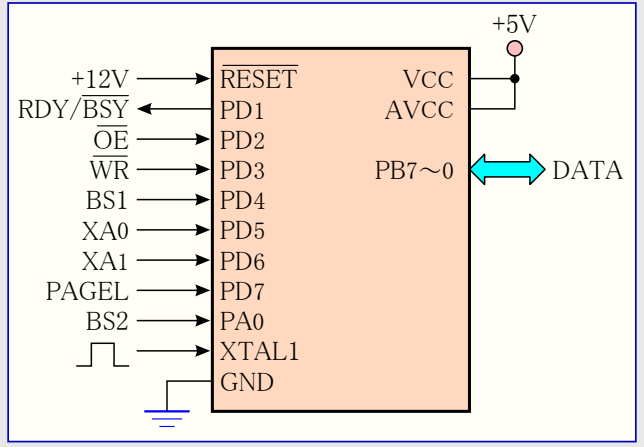 +5V
+12V RESET VCC
RDY/BSY PD1 AVCC
OE PD2
WR PD3 PB7～0 DATA
BS1 PD4
XA0 PD5
XA1 PD6
PAGEL PD7
BS2 PA0
XTAL1
GND